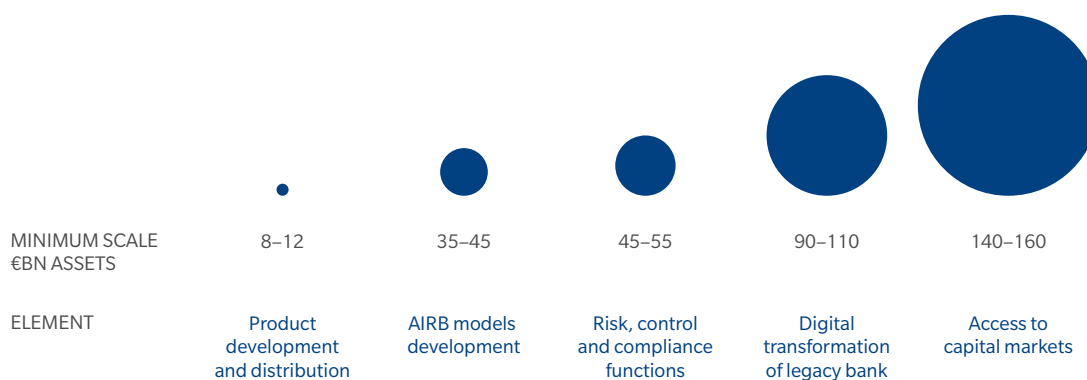 MINIMUM SCALE
€BN ASSETS
8–12
35–45
45–55
90–110
140–160
ELEMENT
Product
development
and distribution
AIRB models
development
Risk, control
and compliance
functions
Digital
transformation
of legacy bank
Access to
capital markets